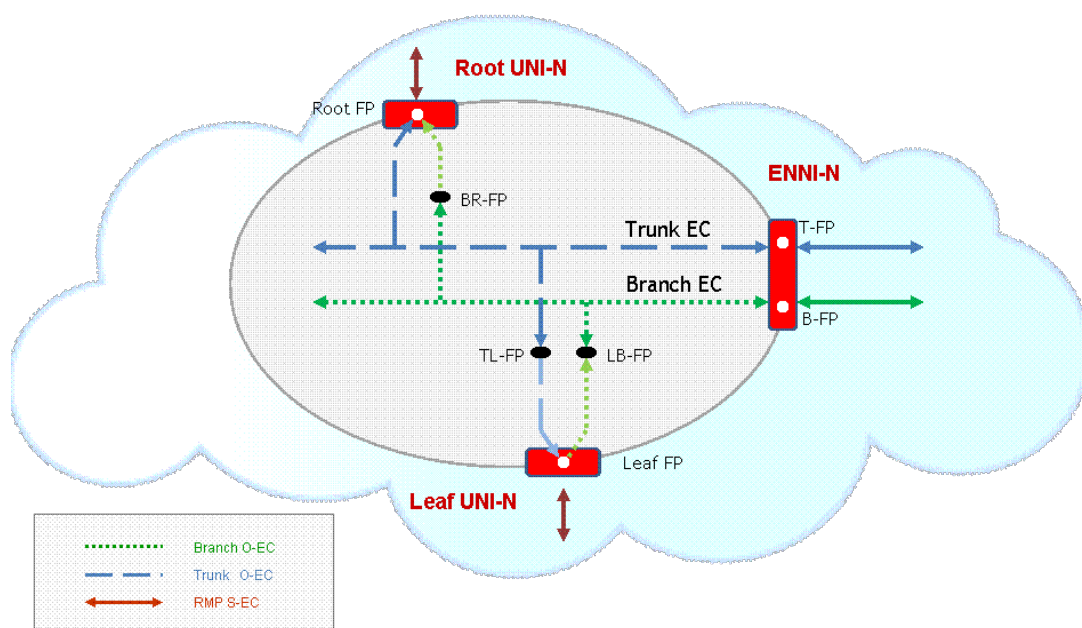 Root UNI-N
Root FP
ENNI-N
BR-FP
Trunk EC
T-FP
Branch EC
B-FP
TL-FP
LB-FP
Leaf FP
Leaf UNI-N
Branch O-EC
Trunk O-EC
RMP S-EC